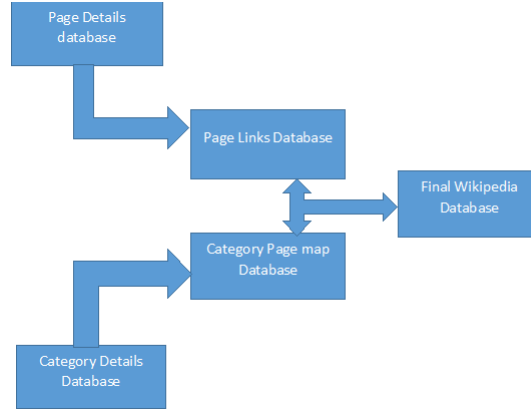 Page Details
database
Page Links Database
Final Wikipedia
Database
Category Page map
Database
Category Details
Database